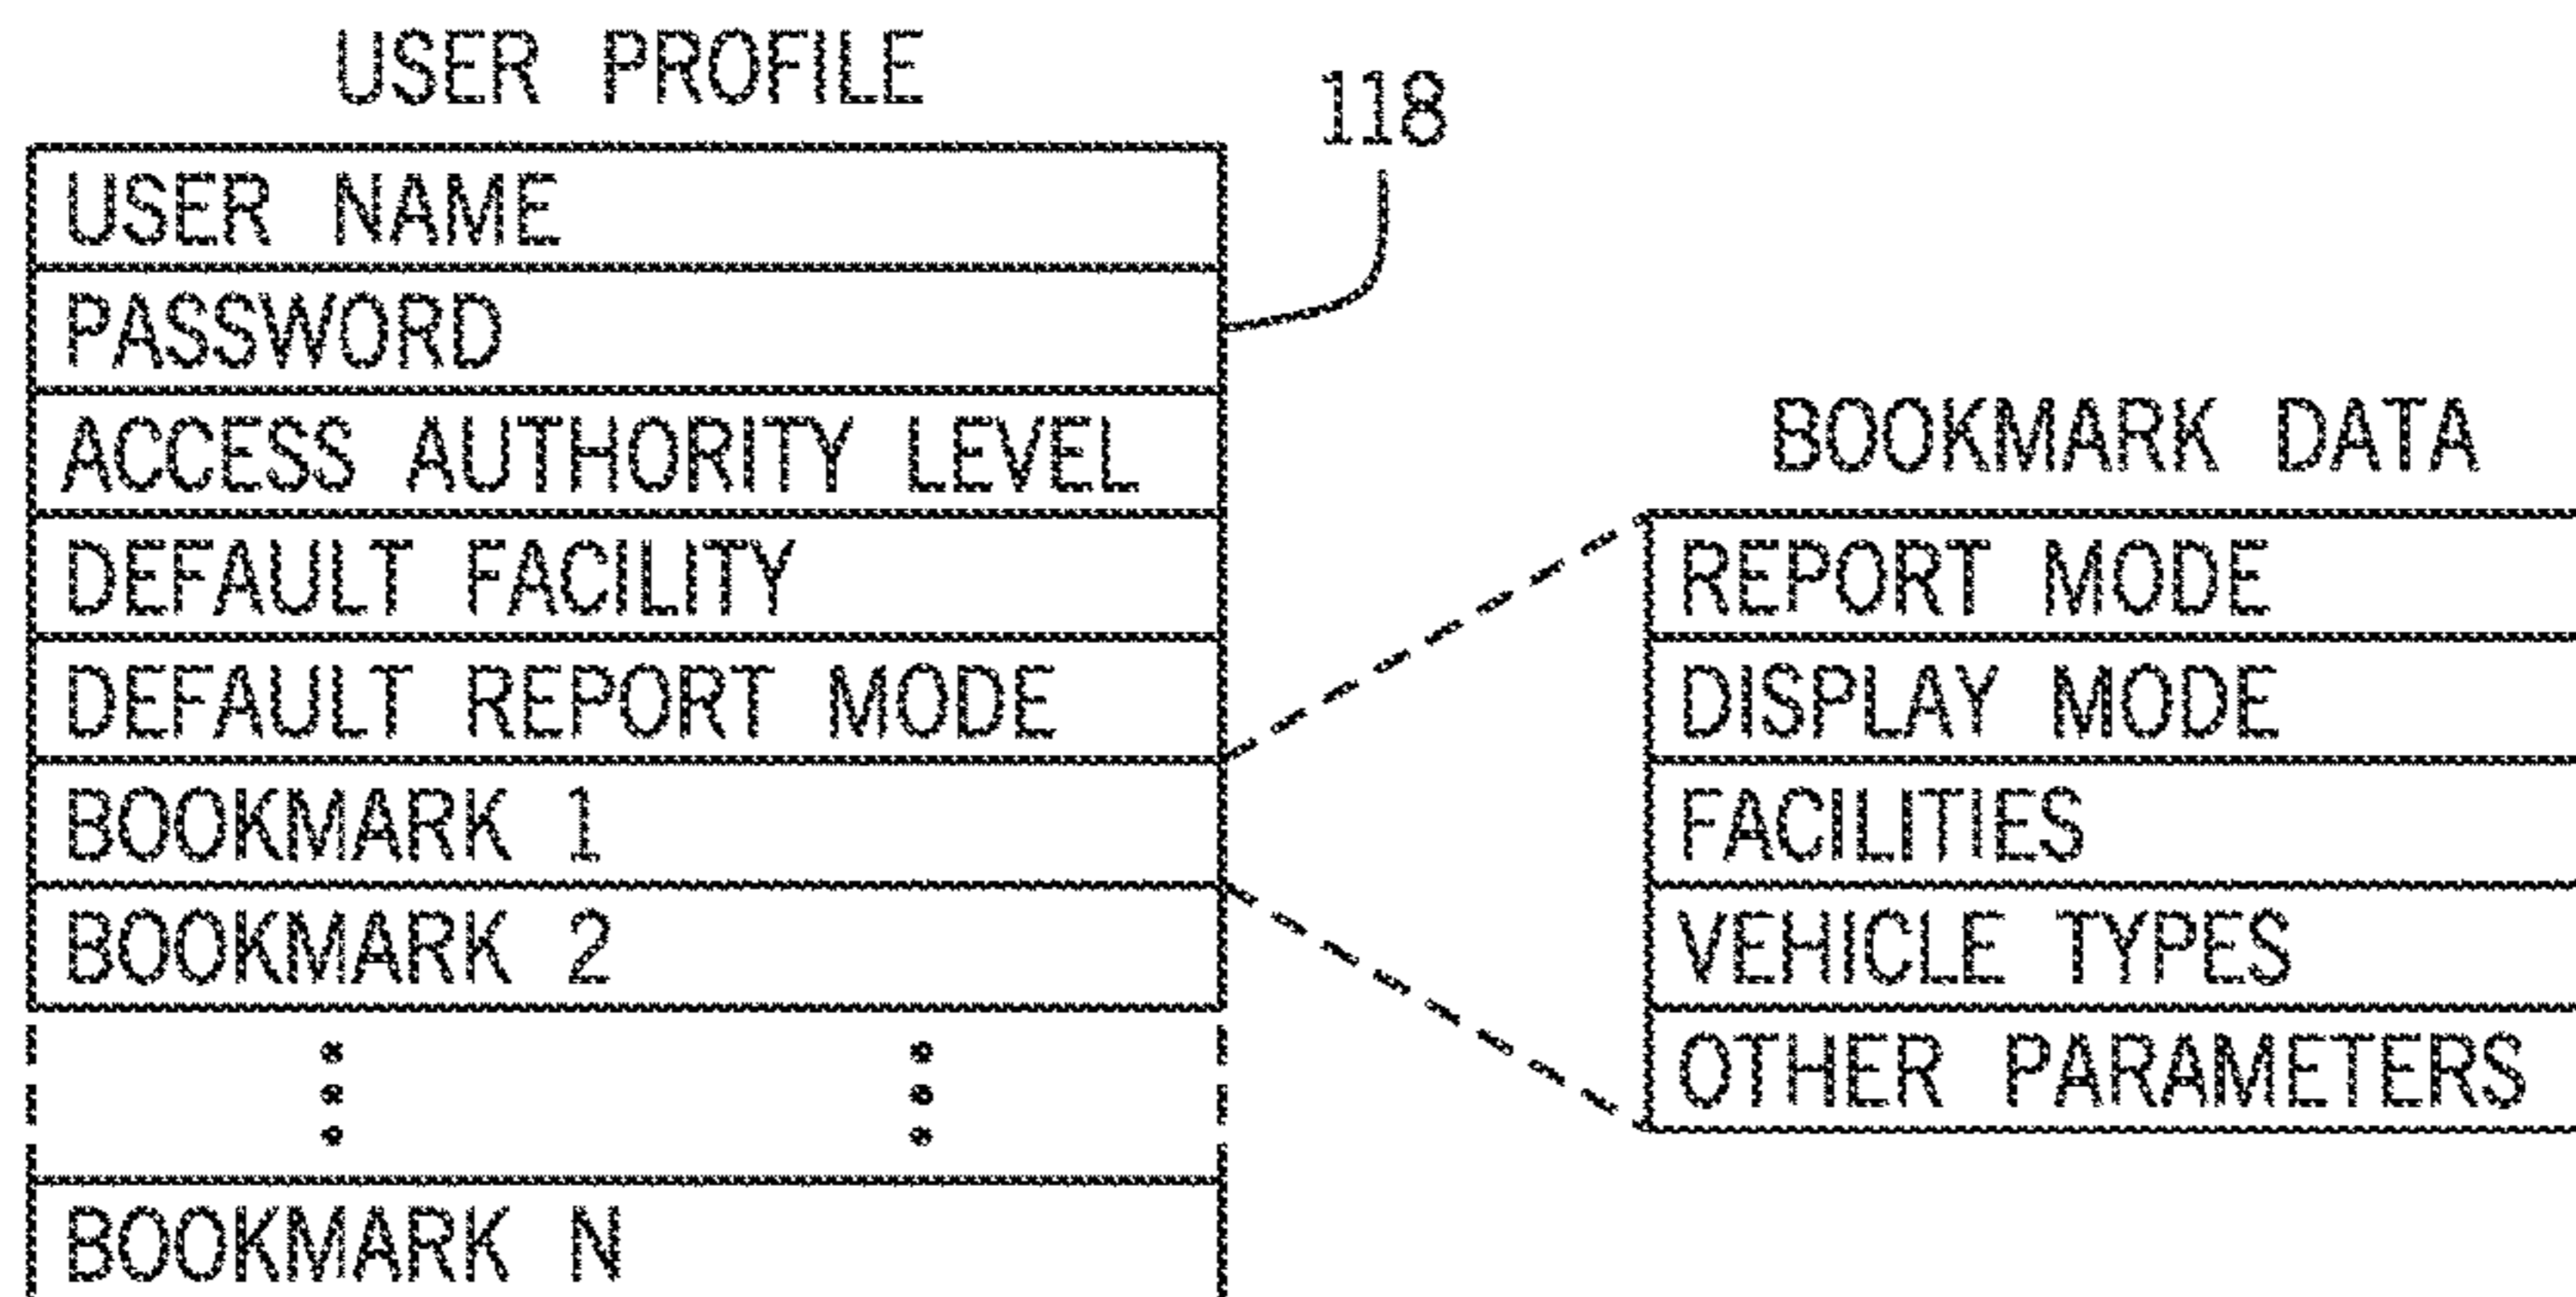 USER PROFILE
118
USER NAME
PASSWORD
ACCESS AUTHORITY LEVEL
DEFAULT FACILITY
DEFAULT REPORT MODE
BOOKMARK 1
BOOKMARK 2
BOOKMARK N
BOOKMARK DATA
REPORT MODE
DISPLAY MODE
FACILITIES
VEHICLE TYPES
OTHER PARAMETERS